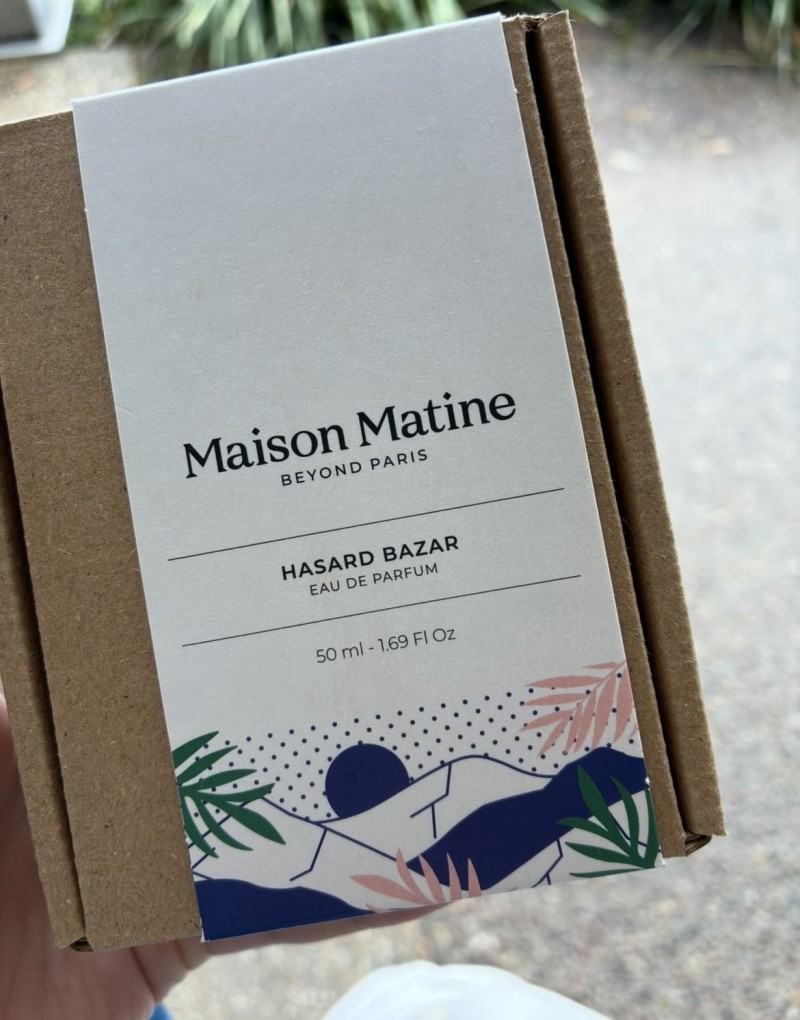 Maison Matine
BEYOND PARIS
HASARD BAZAR
EAU DE PARFUM
50 ml - 1.69 Fl Oz